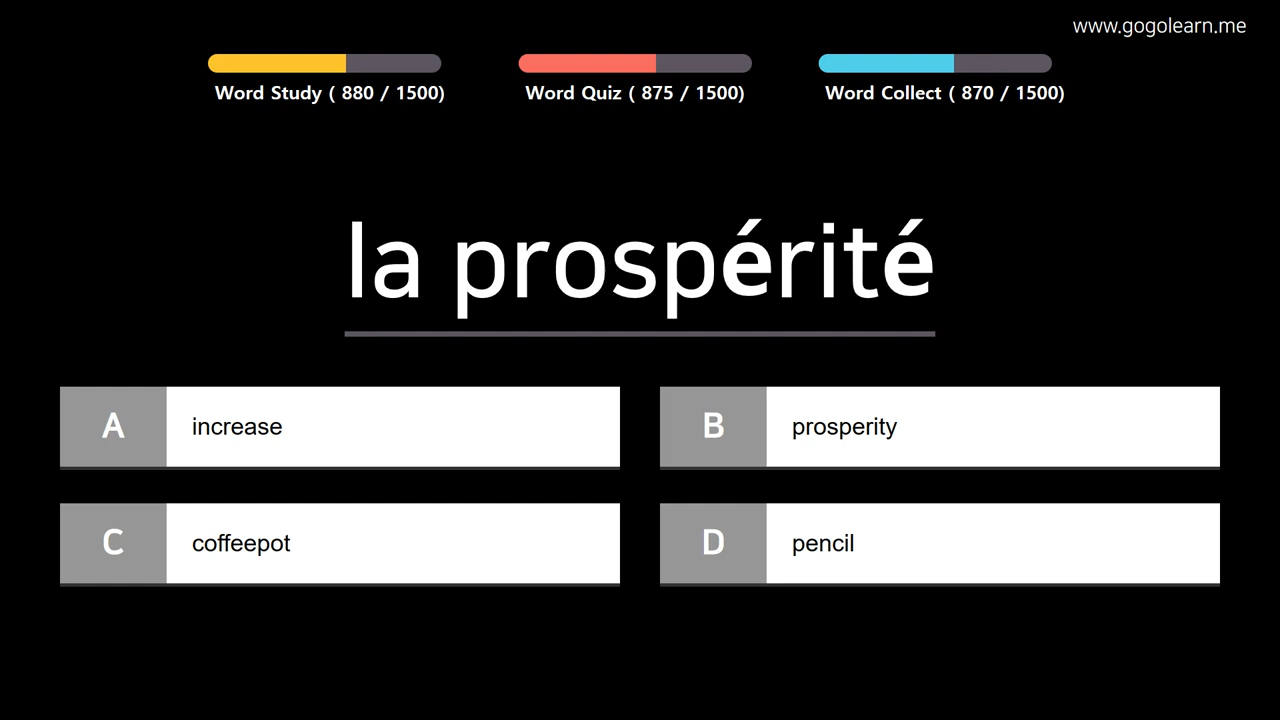 www.gogolearn.me
Word Study ( 880 / 1500)
Word Quiz ( 875 / 1500)
Word Collect ( 870 / 1500)
la prospérité
A increase
B prosperity
C coffeepot
D pencil